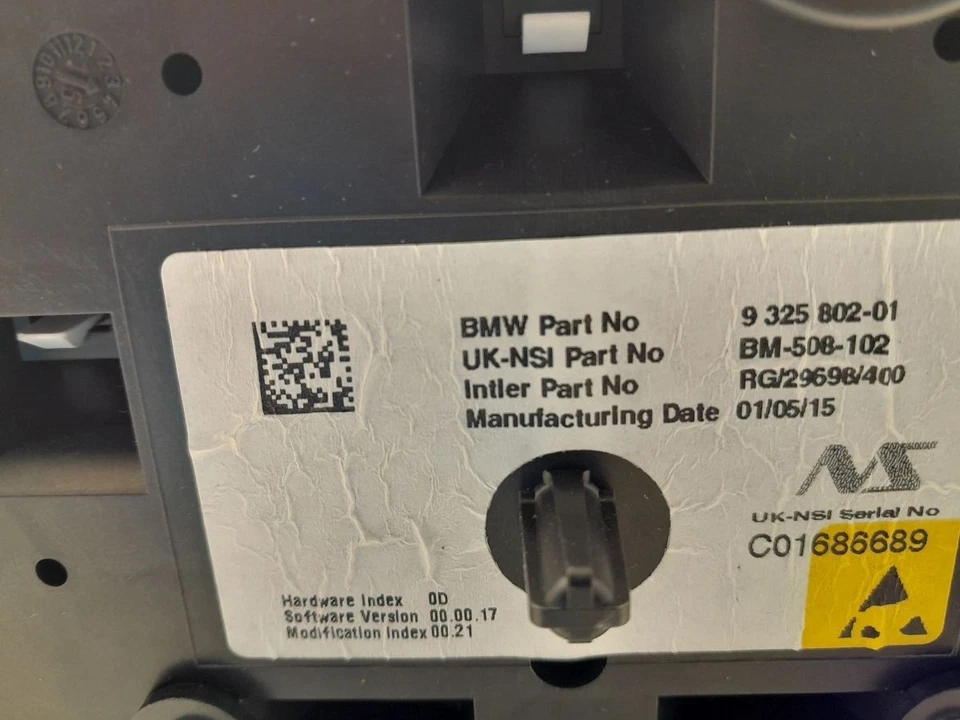 BMW Part No 9 325 802-01
UK-NSI Part No BM-508-102
Intier Part No RG/29698/400
Manufacturing Date 01/05/15
NS
UK-NSI Serial No
C01686689
Hardware Index 0D
Software Version 00.00.17
Modification Index 00.21